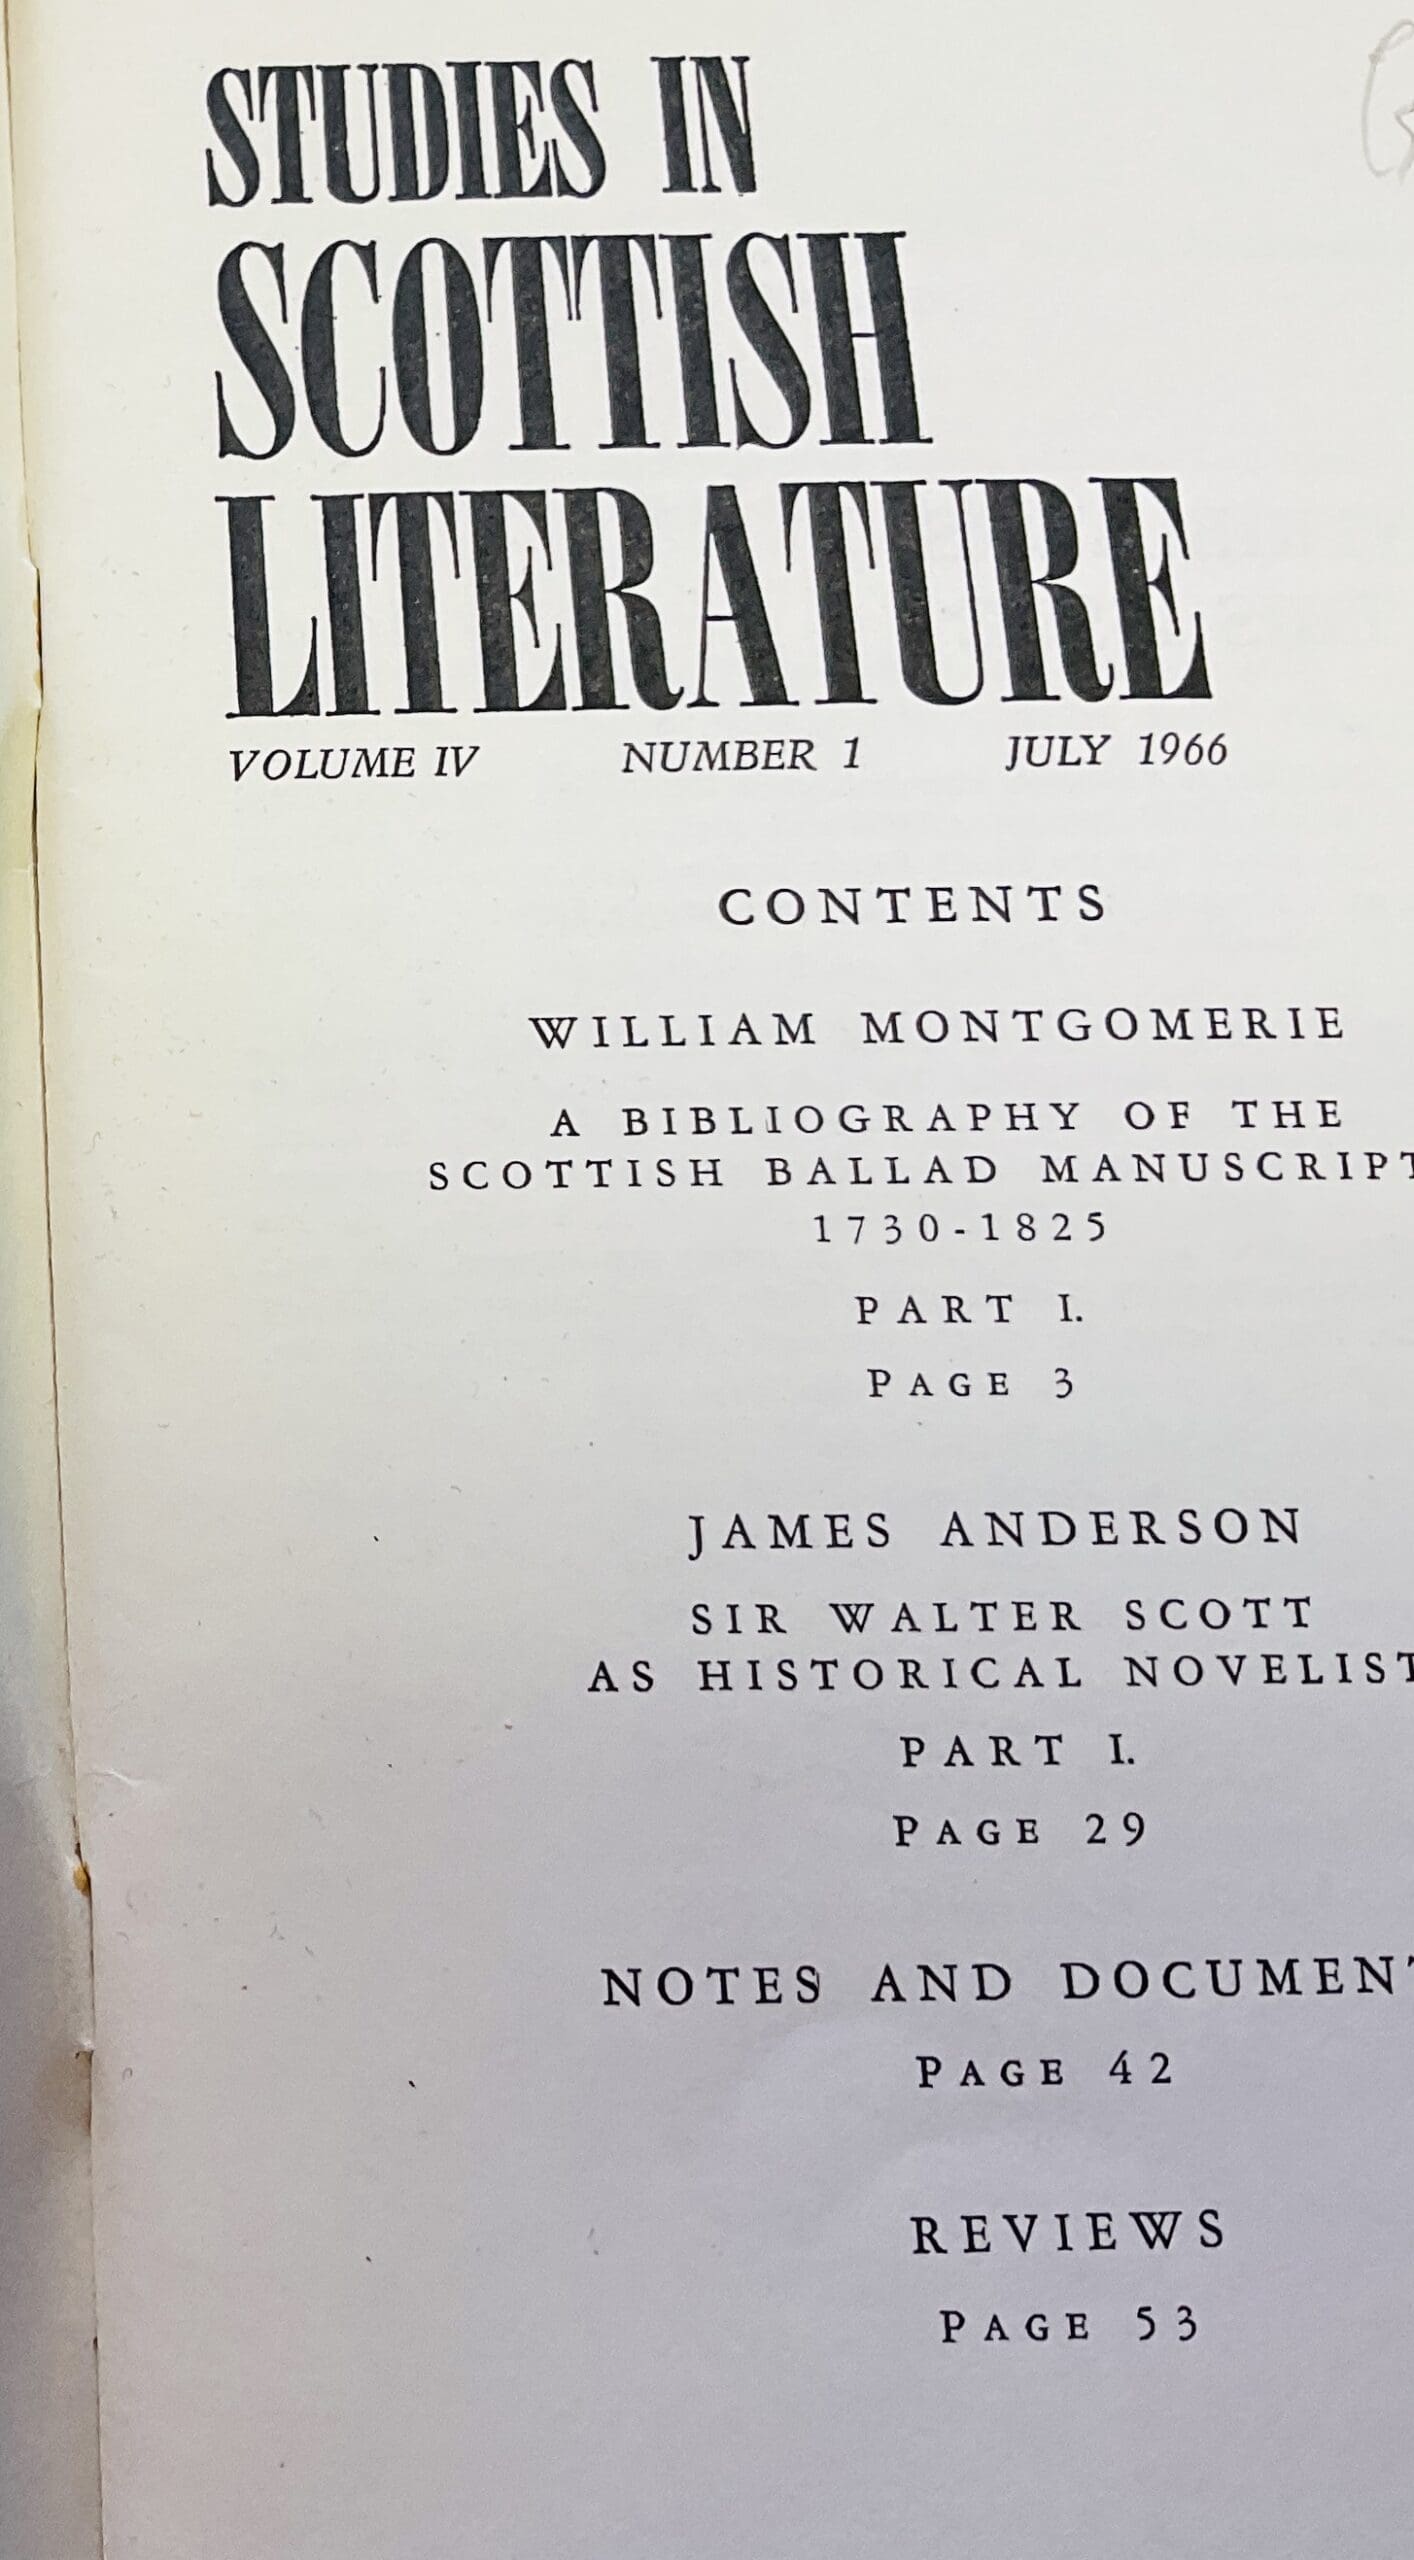 STUDIES IN
SCOTTISH
LITERATURE
VOLUME IV NUMBER 1 JULY 1966
CONTENTS
WILLIAM MONTGOMERIE
A BIBLIOGRAPHY OF THE
SCOTTISH BALLAD MANUSCRIPT
1730-1825
PART I.
PAGE 3
JAMES ANDERSON
SIR WALTER SCOTT
AS HISTORICAL NOVELIST
PART I.
PAGE 29
NOTES AND DOCUMENT
PAGE 42
REVIEWS
PAGE 53